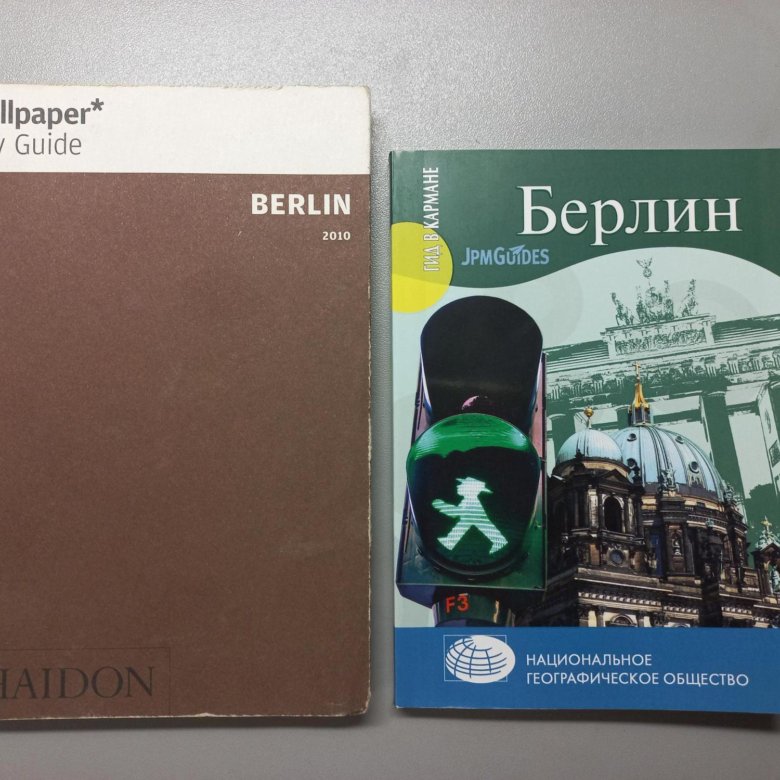 llpaper*
y Guide
BERLIN
2010
HAIDON
ГИД В КАРМАНЕ
Берлин
JPMGUIDES
F3
НАЦИОНАЛЬНОЕ
ГЕОГРАФИЧЕСКОЕ ОБЩЕСТВО